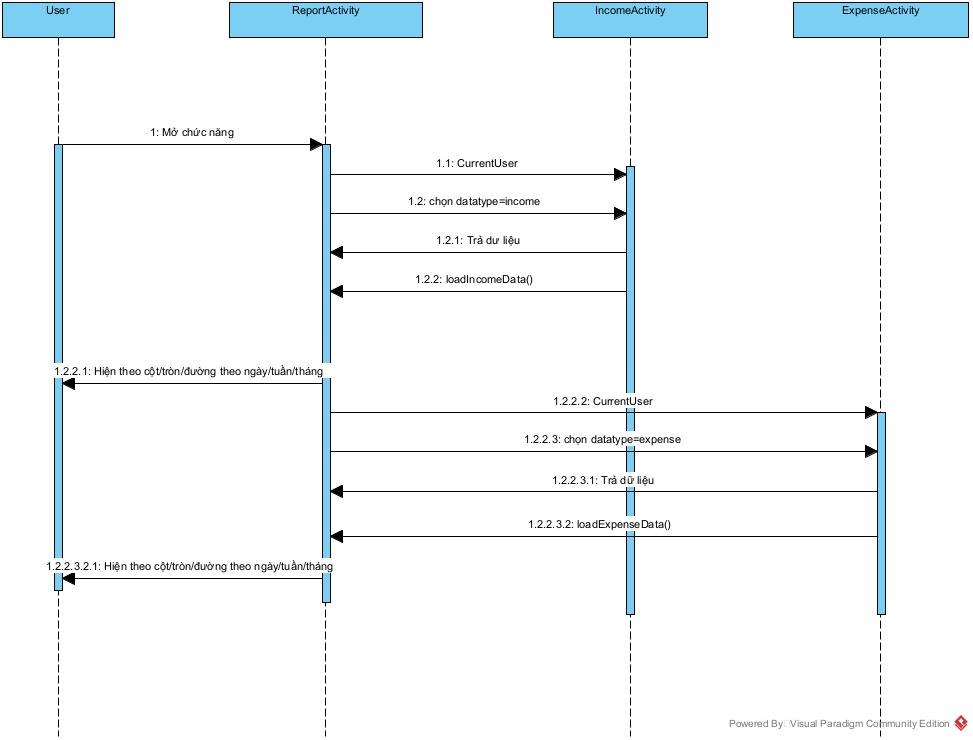 User
ReportActivity
IncomeActivity
ExpenseActivity
1: Mở chức năng
1.1: CurrentUser
1.2: chọn datatype=income
1.2.1: Trả dư liệu
1.2.2: loadIncomeData()
1.2.2.1: Hiện theo cột/tròn/đường theo ngày/tuần/tháng
1.2.2.2: CurrentUser
1.2.2.3: chọn datatype=expense
1.2.2.3.1: Trả dữ liệu
1.2.2.3.2: loadExpenseData()
1.2.2.3.2.1: Hiện theo cột/tròn/đường theo ngày/tuần/tháng
Powered By Visual Paradigm Community Edition